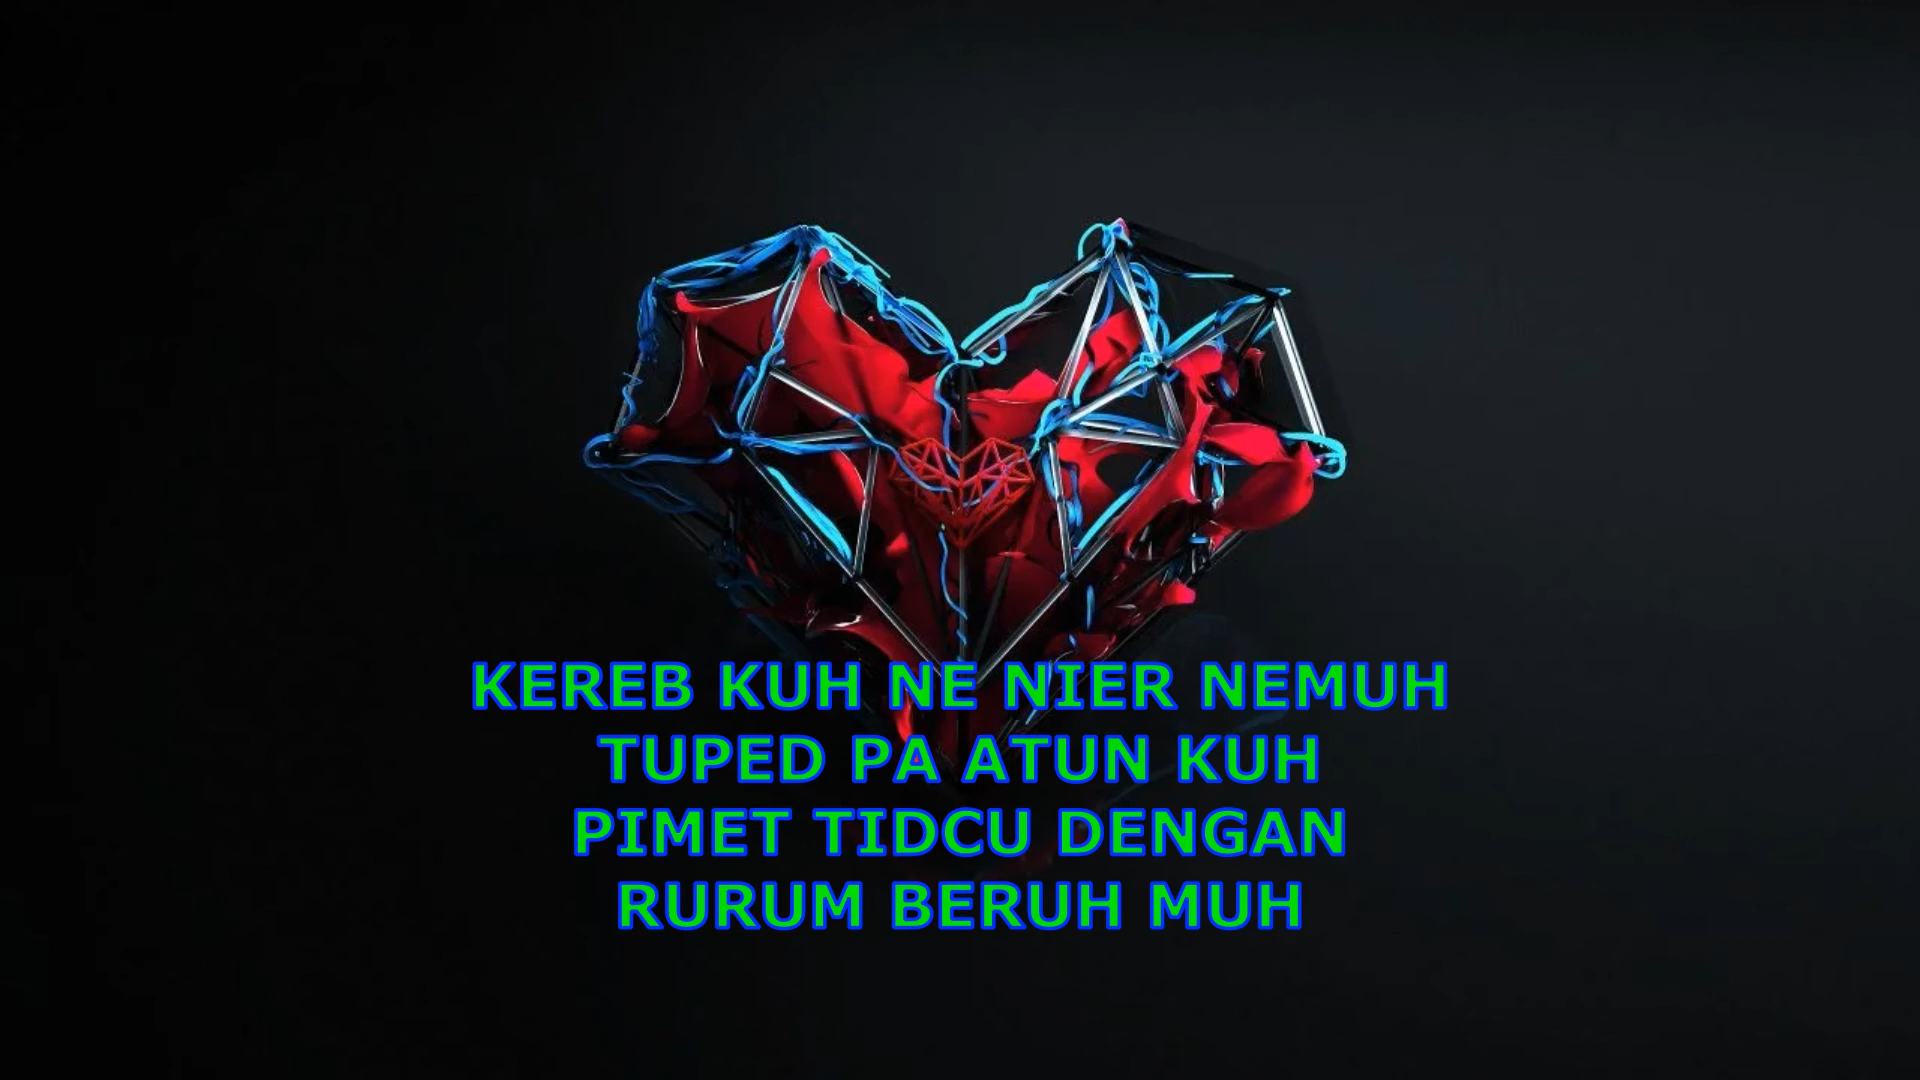 KEREB KUH NE NIER NEMUH
TUPED PA ATUN KUH
PIMET TIDCU DENGAN
RURUM BERUH MUH